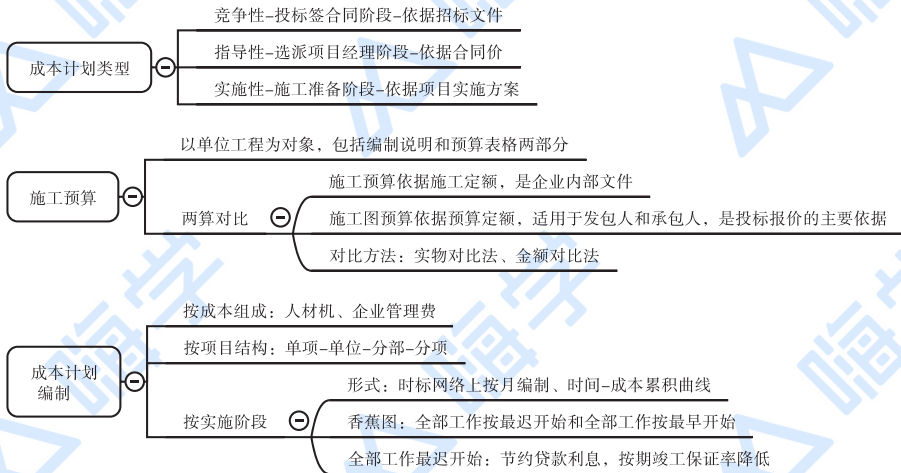 竞争性-投标签合同阶段-依据招标文件
成本计划类型
指导性-选派项目经理阶段-依据合同价
实施性-施工准备阶段-依据项目实施方案
以单位工程为对象，包括编制说明和预算表格两部分
施工预算
施工预算依据施工定额，是企业内部文件
两算对比
施工图预算依据预算定额，适用于发包人和承包人，是投标报价的主要依据
对比方法：实物对比法、金额对比法
按成本组成：人材机、企业管理费
按项目结构：单项-单位-分部-分项
成本计划
编制
形式：时标网络上按月编制、时间-成本累积曲线
按实施阶段
香蕉图：全部工作按最迟开始和全部工作按最早开始
全部工作最迟开始：节约贷款利息，按期竣工保证率降低
嗨学
嗨学
嗨学